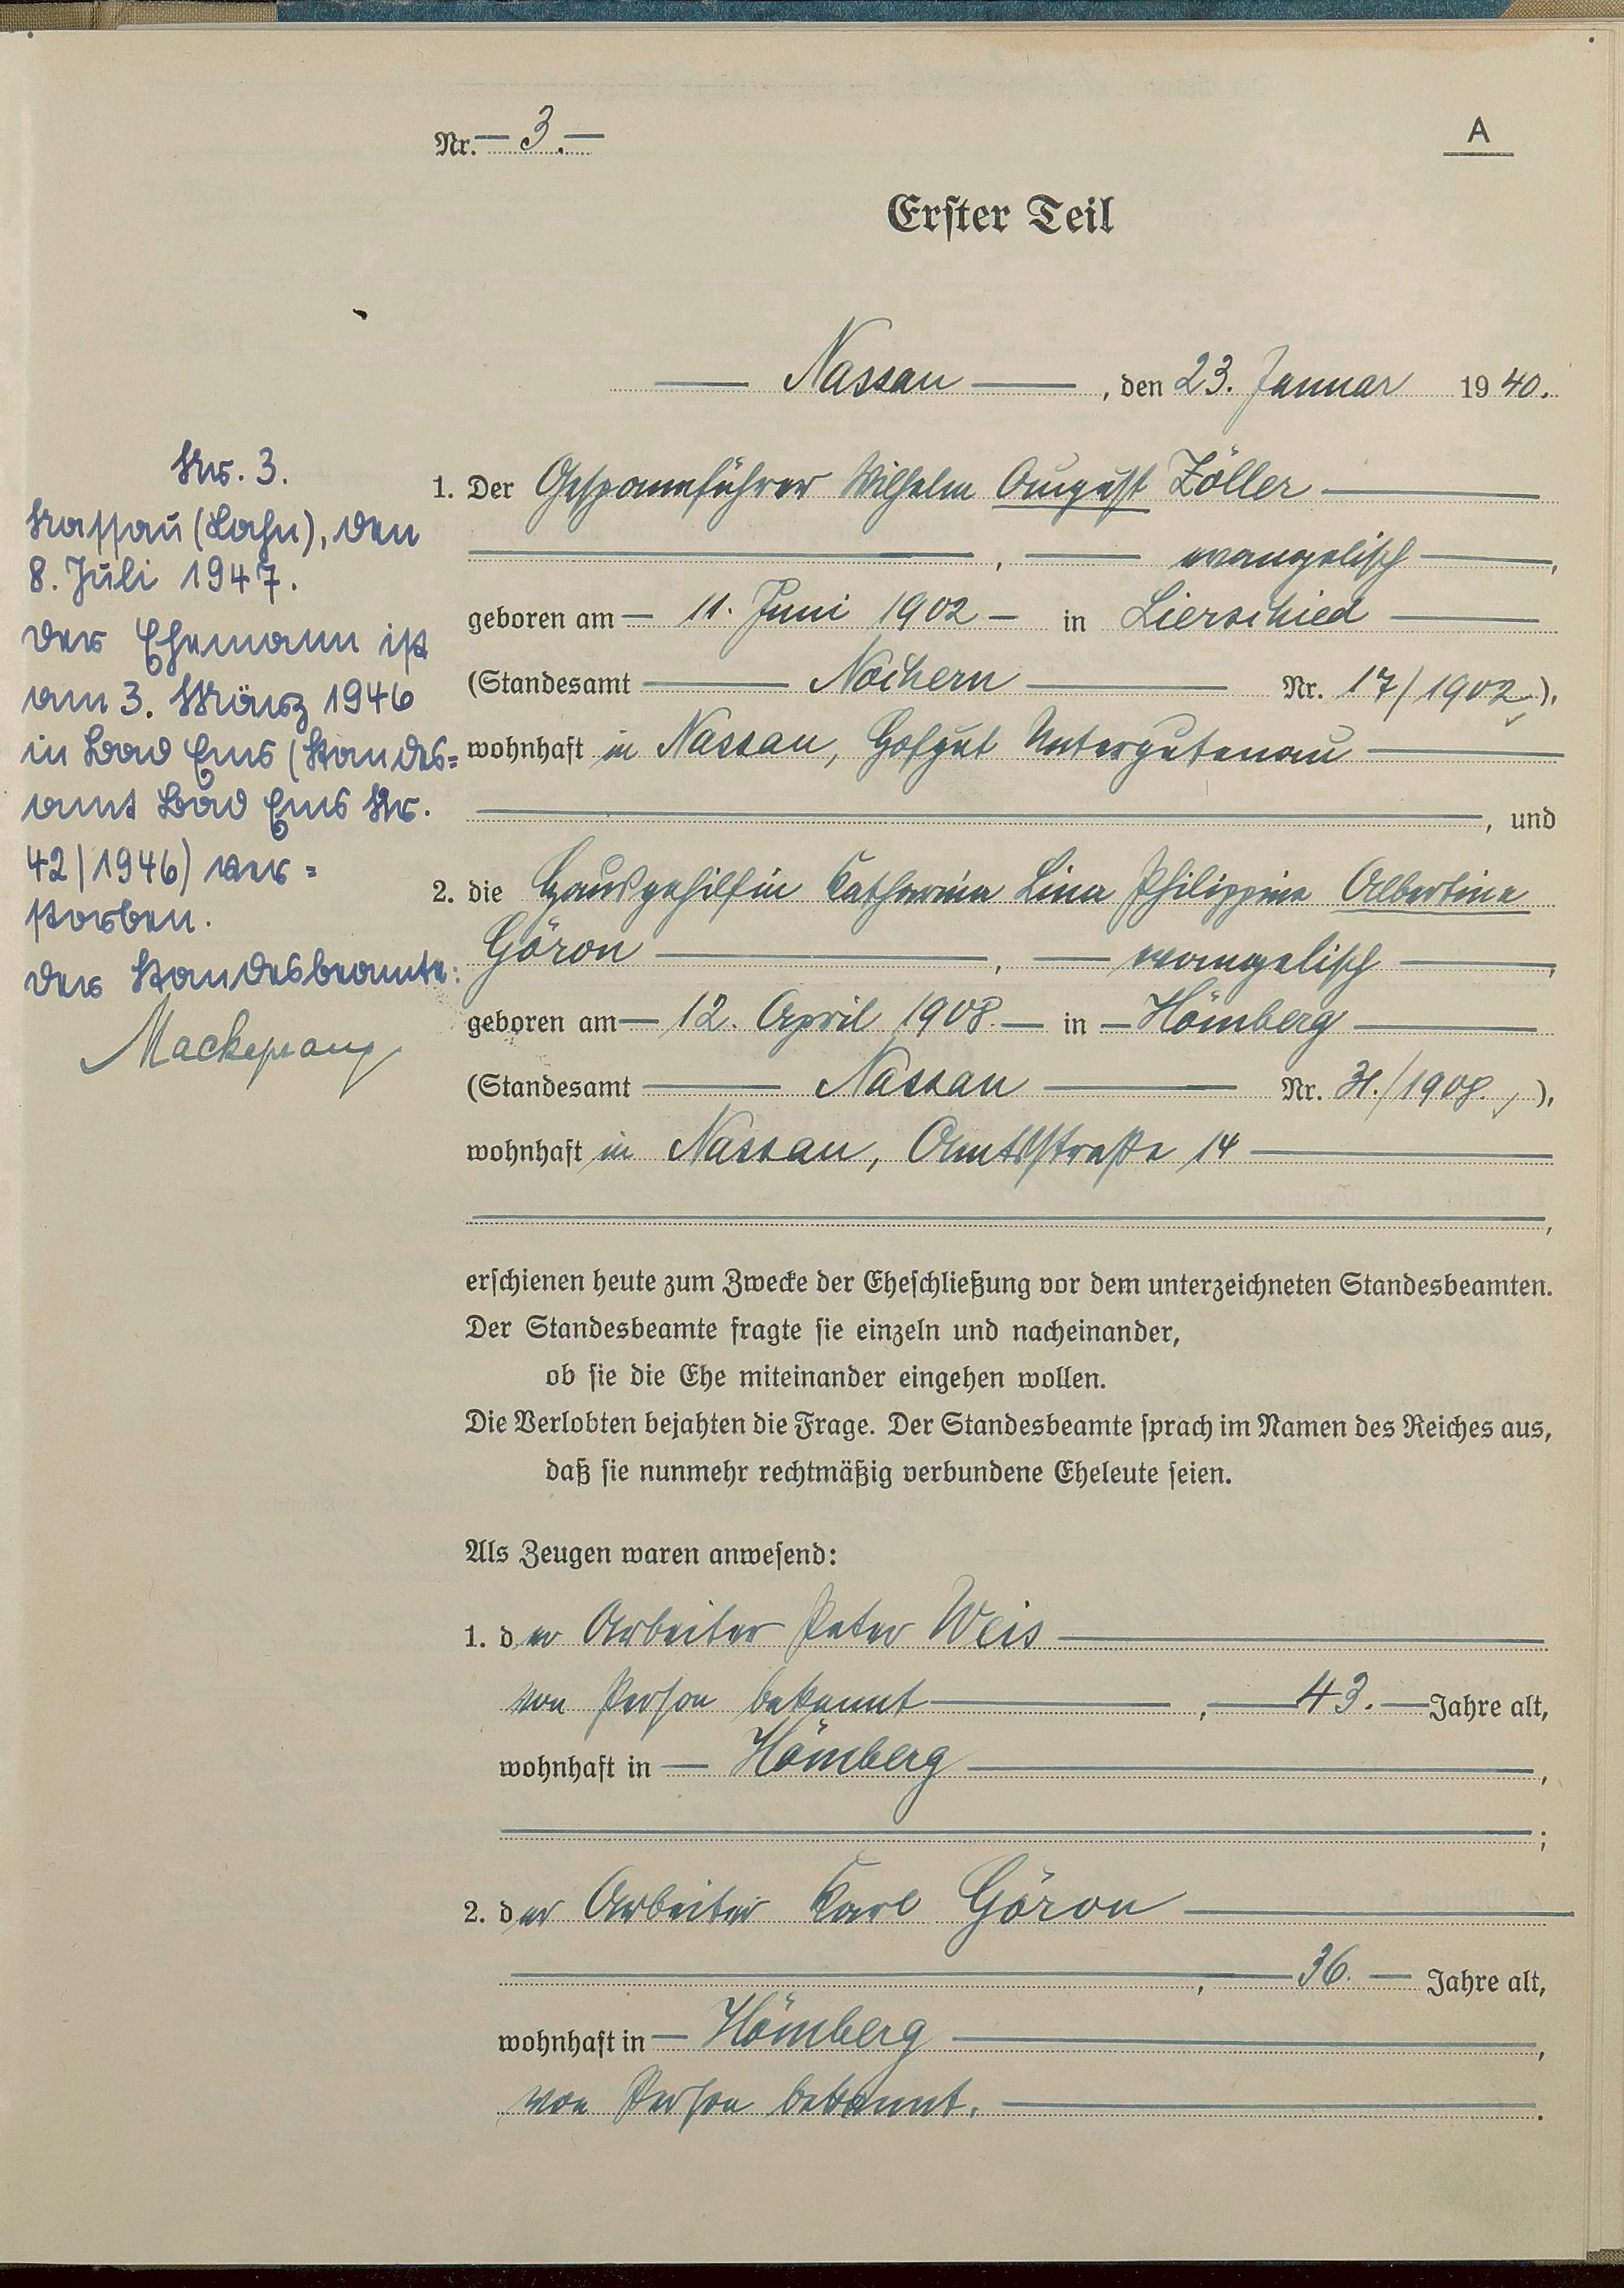 Nr. 3.
A
Erster Teil
Nassau, den 23. Januar 1940.
1. Der Gespannführer Wilhelm August Zöller
, evangelisch,
geboren am 11. Juni 1902 in Lierschied
(Standesamt Nochern Nr. 17/1902.),
wohnhaft in Nassau, Hofgut Untergutenau
, und
2. die Hausgehilfin Katharina Lina Philippine Albertine
Göron, evangelisch,
geboren am 12. April 1908. in Hömberg
(Standesamt Nassau Nr. 31./1908.),
wohnhaft in Nassau, Amtsstraße 14
,
erschienen heute zum Zwecke der Eheschließung vor dem unterzeichneten Standesbeamten.
Der Standesbeamte fragte sie einzeln und nacheinander,
ob sie die Ehe miteinander eingehen wollen.
Die Verlobten bejahten die Frage. Der Standesbeamte sprach im Namen des Reiches aus,
daß sie nunmehr rechtmäßig verbundene Eheleute seien.
Als Zeugen waren anwesend:
1. der Arbeiter Peter Weis
von Person bekannt, 43. Jahre alt,
wohnhaft in Hömberg,
;
2. der Arbeiter Karl Göron
, 36. Jahre alt,
wohnhaft in Hömberg,
von Person bekannt.
Nr. 3.
Nassau (Lahn), den
8. Juli 1947.
Der Ehemann ist
am 3. März 1946
in Bad Ems (Standes=
amt Bad Ems Nr.
42/1946) ver=
storben.
Der Standesbeamte:
Mackeprang